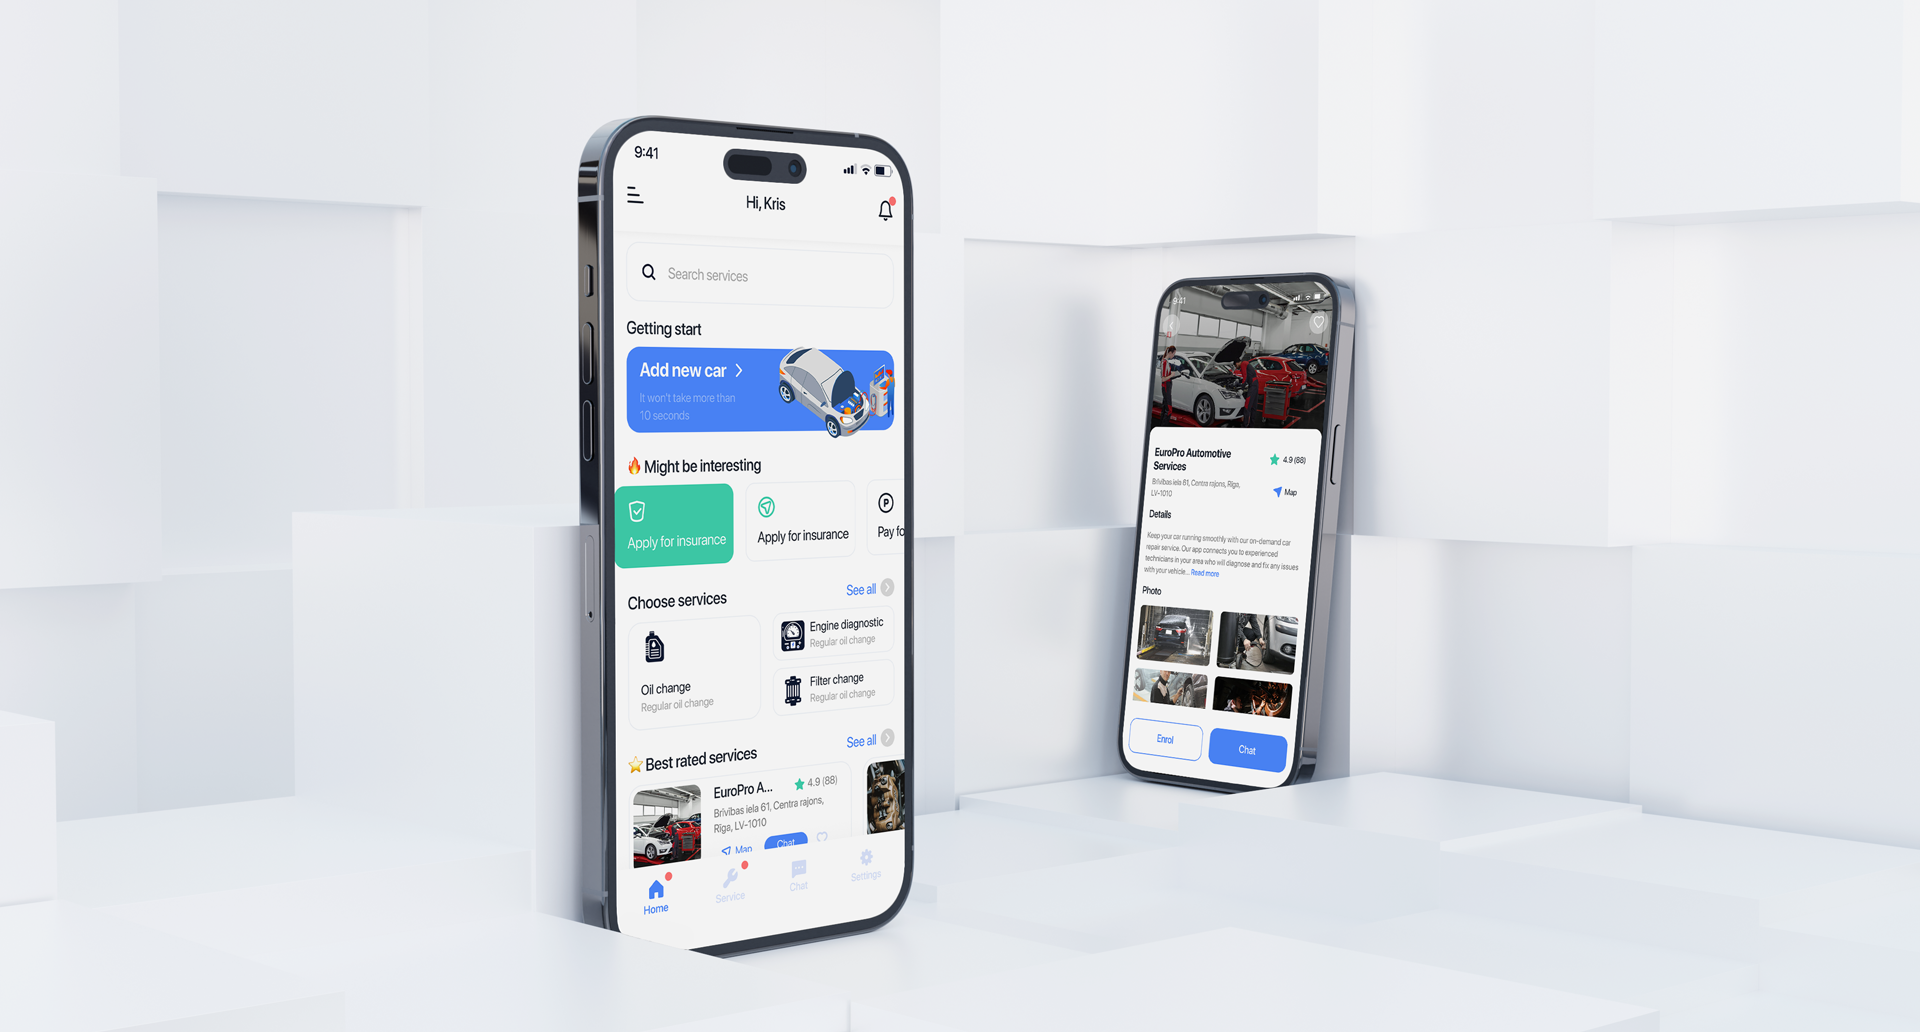 9:41
Hi, Kris
Search services
Getting start
Add new car
It won't take more than
10 seconds
Might be interesting
Apply for insurance
Apply for insurance
P
Pay fo
Choose services
See all
Oil change
Regular oil change
Engine diagnostic
Regular oil change
Filter change
Regular oil change
Best rated services
See all
EuroPro A...
4.9 (88)
Brivibas iela 61, Centra rajons,
Riga, LV-1010
Map
Chat
Home
Service
Chat
Settings
9:41
EuroPro Automotive
Services
4.9 (88)
Brivibas iela 61, Centra rajons, Riga,
LV-1010
Map
Details
Keep your car running smoothly with our on-demand car
repair service. Our app connects you to experienced
technicians in your area who will diagnose and fix any issues
with your vehicle... Read more
Photo
Enrol
Chat